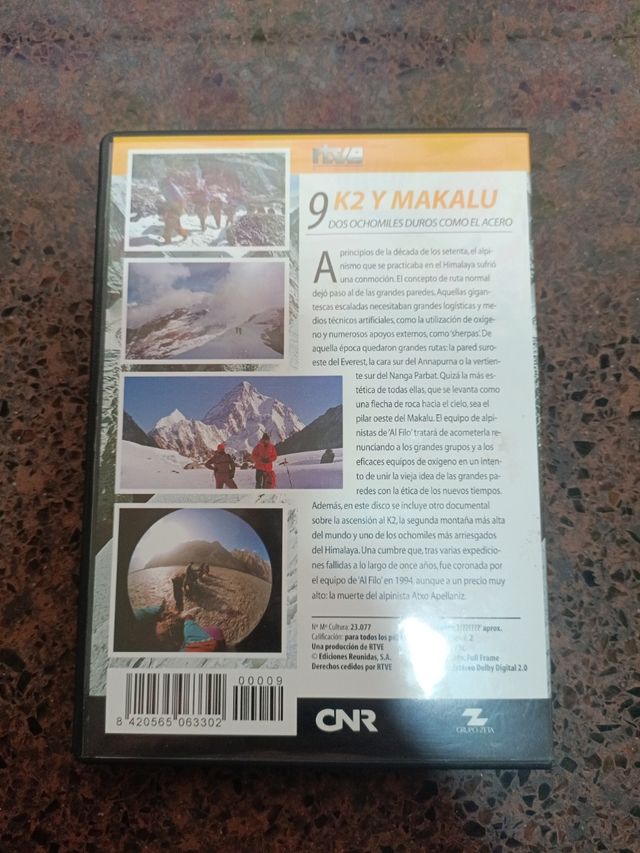 rtve
9 K2 Y MAKALU
DOS OCHOMILES DUROS COMO EL ACERO
A principios de la década de los setenta, el alpi-
nismo que se practicaba en el Himalaya sufrió
una conmoción. El concepto de ruta normal
dejó paso al de las grandes paredes. Aquellas gigan-
tescas escaladas necesitaban grandes logísticas y me-
dios técnicos artificiales, como la utilización de oxíge-
no y numerosos apoyos externos, como 'sherpas'. De
aquella época quedaron grandes rutas: la pared suro-
este del Everest, la cara sur del Annapurna o la vertien-
te sur del Nanga Parbat. Quizá la más es-
tética de todas ellas, que se levanta como
una flecha de roca hacia el cielo, sea el
pilar oeste del Makalu. El equipo de alpi-
nistas de 'Al Filo' tratará de acometerla re-
nunciando a los grandes grupos y a los
eficaces equipos de oxígeno en un inten-
to de unir la vieja idea de las grandes pa-
redes con la ética de los nuevos tiempos.
Además, en este disco se incluye otro documental
sobre la ascensión al K2, la segunda montaña más alta
del mundo y uno de los ochomiles más arriesgados
del Himalaya. Una cumbre que, tras varias expedicio-
nes fallidas a lo largo de once años, fue coronada por
el equipo de 'Al Filo' en 1994, aunque a un precio muy
alto: la muerte del alpinista Atxo Apellaniz.
Nº Mº Cultura: 23.077
Calificación: para todos los
Una producción de RTVE
© Ediciones Reunidas, S.A.
Derechos cedidos por RTVE
aprox.
2
Full Frame
Dolby Digital 2.0
00009
8 420565 063302
CNR
Z
GRUPO ZETA